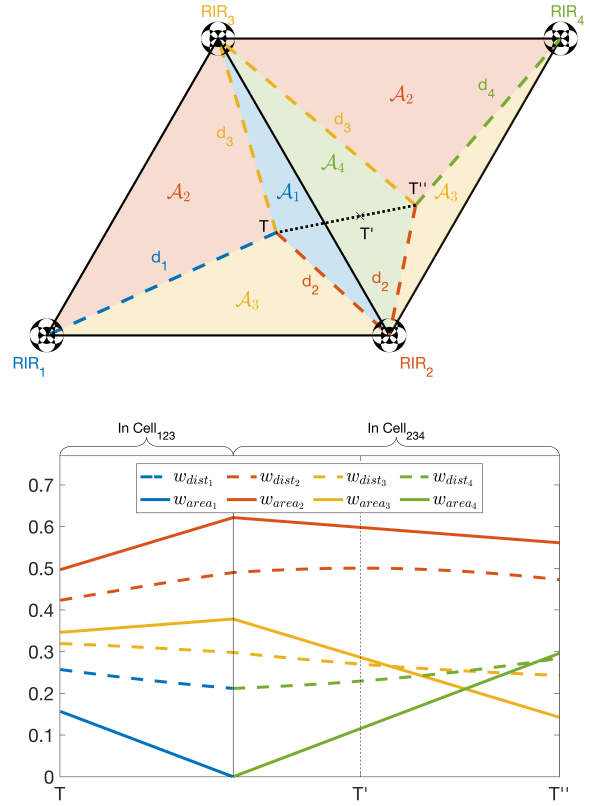 RIR3 RIR4
d4
d3 d3
A2
A4
A2 A1 T'' A3
T T'
d1 d2 d2
A3
RIR1 RIR2
In Cell123 In Cell234
wdist1 wdist2 wdist3 wdist4
warea1 warea2 warea3 warea4
0.7
0.6
0.5
0.4
0.3
0.2
0.1
0
T T' T''